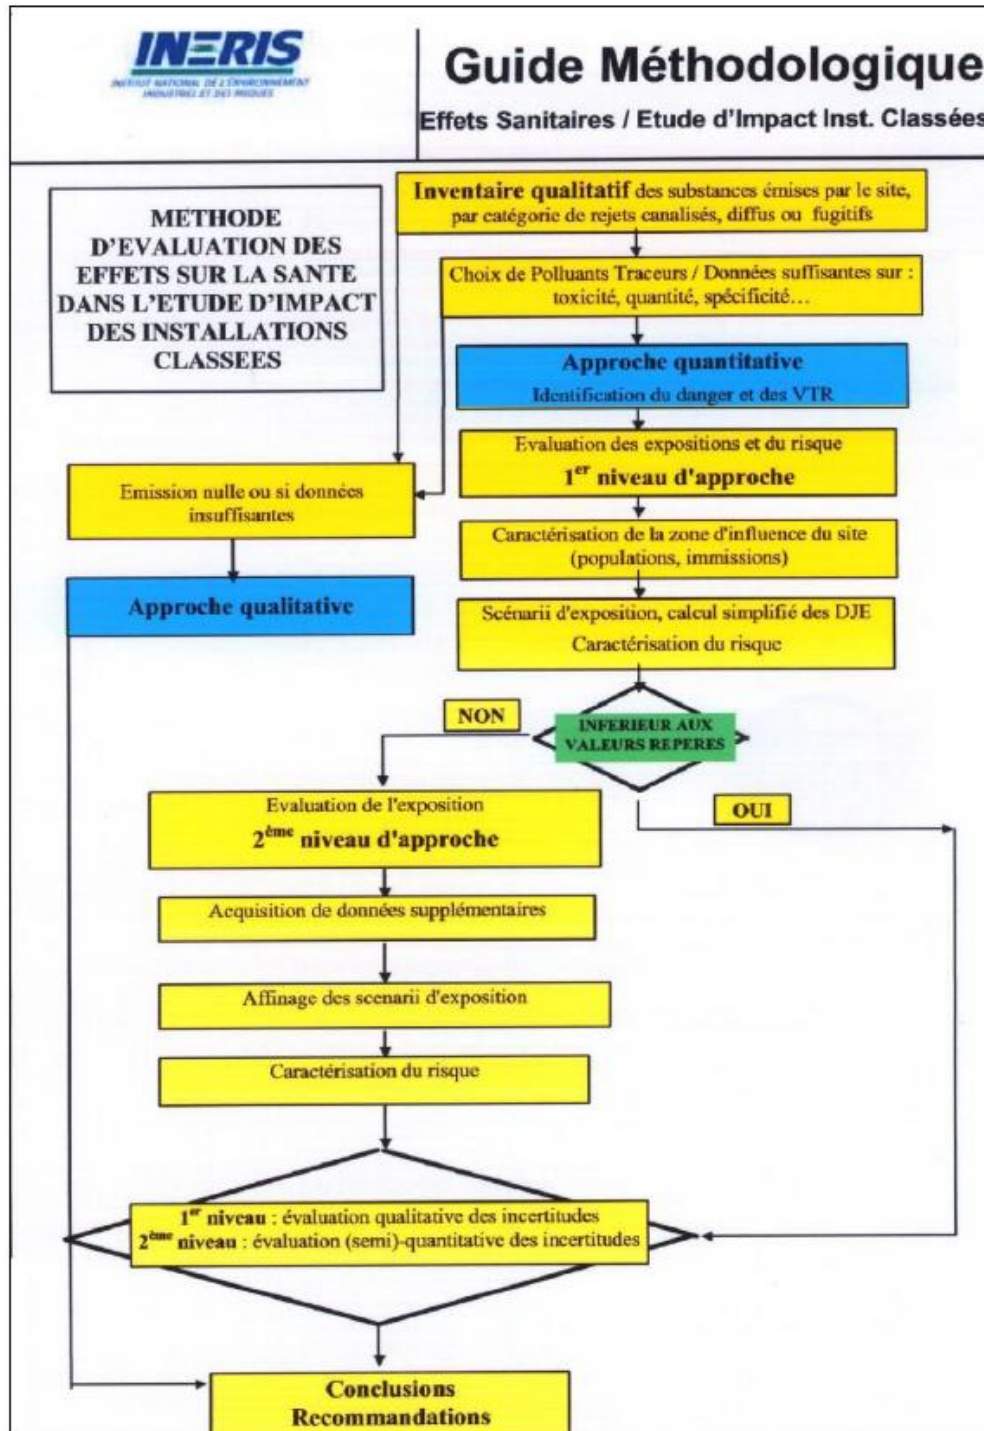 INERIS
INSTITUT NATIONAL DE L'ENVIRONNEMENT
INDUSTRIEL ET DES RISQUES
Guide Méthodologique
Effets Sanitaires / Etude d'Impact Inst. Classées
METHODE
D'EVALUATION DES
EFFETS SUR LA SANTE
DANS L'ETUDE D'IMPACT
DES INSTALLATIONS
CLASSEES
Inventaire qualitatif des substances émises par le site,
par catégorie de rejets canalisés, diffus ou fugitifs
Choix de Polluants Traceurs / Données suffisantes sur :
toxicité, quantité, spécificité…
Approche quantitative
Identification du danger et des VTR
Evaluation des expositions et du risque
1er niveau d'approche
Emission nulle ou si données
insuffisantes
Caractérisation de la zone d'influence du site
(populations, immissions)
Approche qualitative
Scénarii d'exposition, calcul simplifié des DJE
Caractérisation du risque
NON
INFERIEUR AUX
VALEURS REPERES
OUI
Evaluation de l'exposition
2ème niveau d'approche
Acquisition de données supplémentaires
Affinage des scenarii d'exposition
Caractérisation du risque
1er niveau : évaluation qualitative des incertitudes
2ème niveau : évaluation (semi)-quantitative des incertitudes
Conclusions
Recommandations